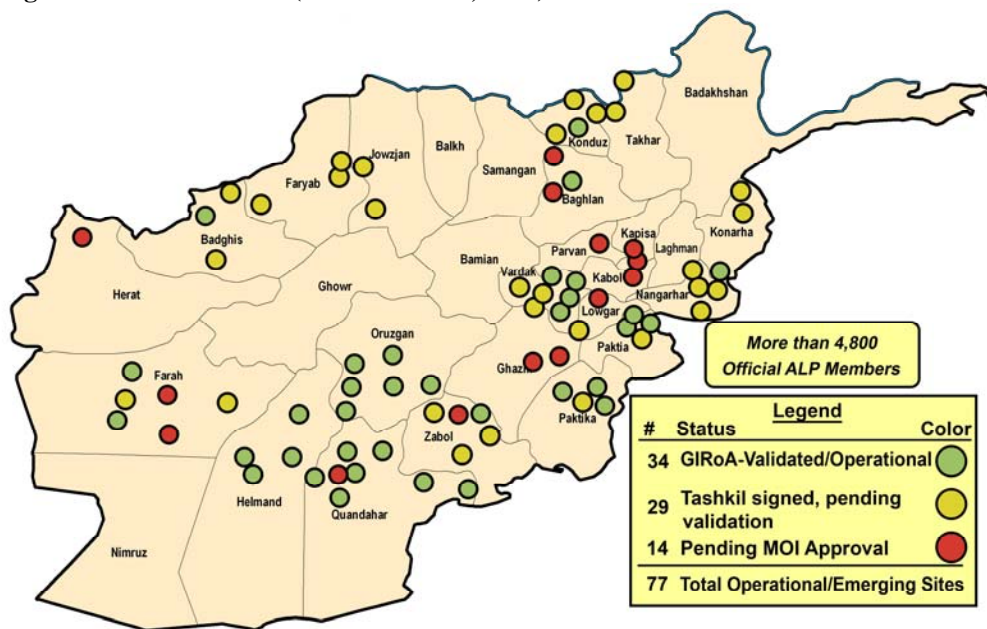 Badakhshan
Takhar
Konduz
Balkh
Jowzjan
Samangan
Faryab
Baghlan
Konarha
Kapisa
Badghis
Parvan
Laghman
Bamian
Vardak
Kabol
Herat
Ghowr
Nangarhar
Lowgar
Oruzgan
Paktia
Ghazni
Farah
Paktika
Zabol
Helmand
Quandahar
Nimruz
More than 4,800
Official ALP Members
Legend
# Status Color
34 GIRoA-Validated/Operational
29 Tashkil signed, pending
validation
14 Pending MOI Approval
77 Total Operational/Emerging Sites